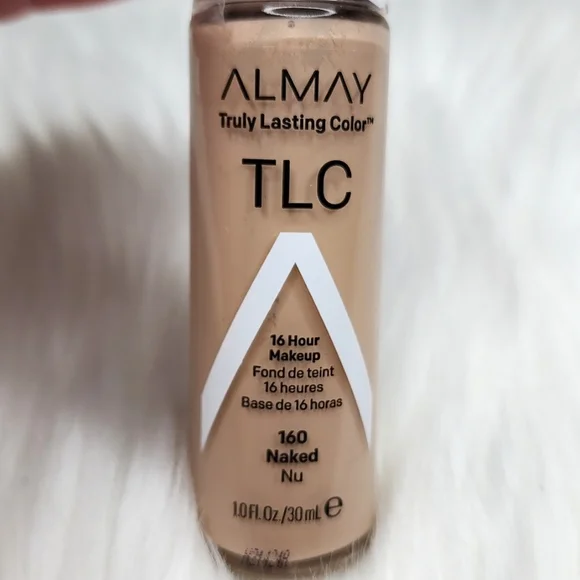 ALMAY
Truly Lasting Color™
TLC
16 Hour
Makeup
Fond de teint
16 heures
Base de 16 horas
160
Naked
Nu
1.0 Fl. Oz./30 mL ℮